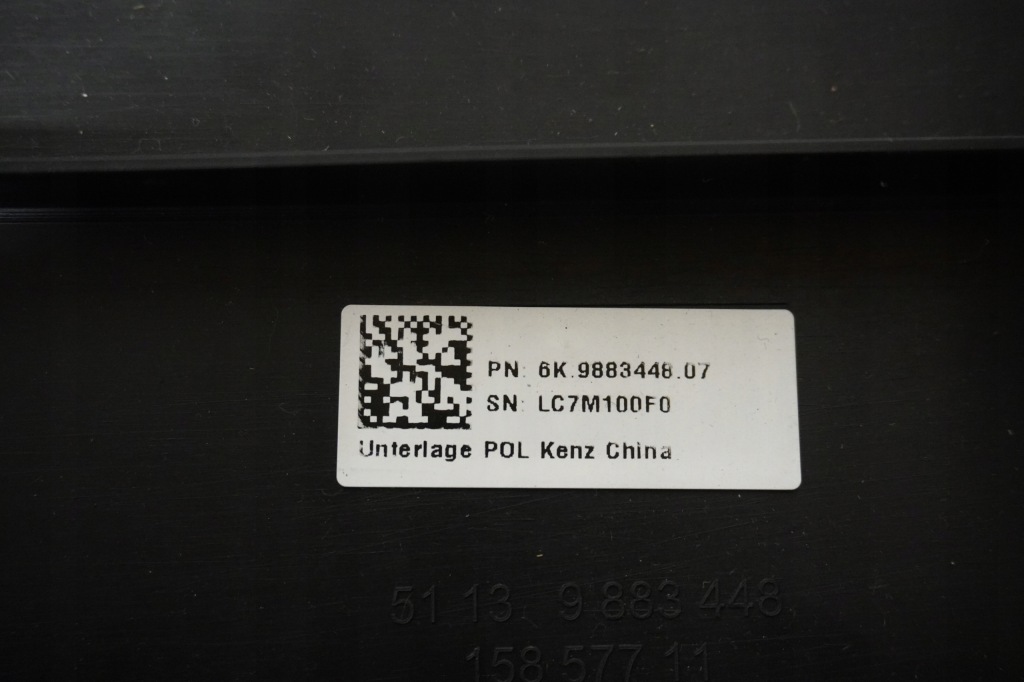 PN: 6K.9883448.07
SN: LC7M100F0
Unterlage POL Kenz China
51 13 9 883 448
158 577 11